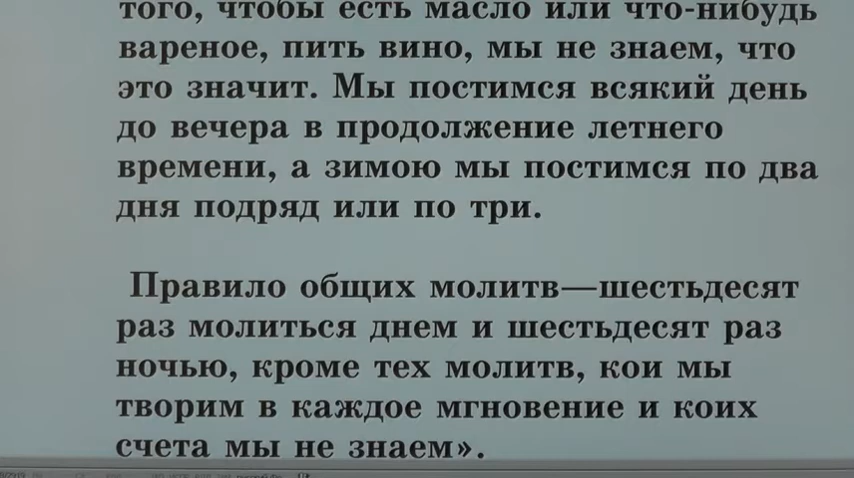 того, чтобы есть масло или что-нибудь
вареное, пить вино, мы не знаем, что
это значит. Мы постимся всякий день
до вечера в продолжение летнего
времени, а зимою мы постимся по два
дня подряд или по три.
Правило общих молитв—шестьдесят
раз молиться днем и шестьдесят раз
ночью, кроме тех молитв, кои мы
творим в каждое мгновение и коих
счета мы не знаем».